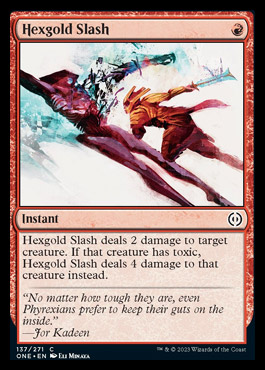 Hexgold Slash
Instant
Hexgold Slash deals 2 damage to target
creature. If that creature has toxic,
Hexgold Slash deals 4 damage to that
creature instead.
"No matter how tough they are, even
Phyrexians prefer to keep their guts on the
inside."
—Jor Kadeen
137/271 C
ONE • EN Eli Minaya
™ & © 2023 Wizards of the Coast